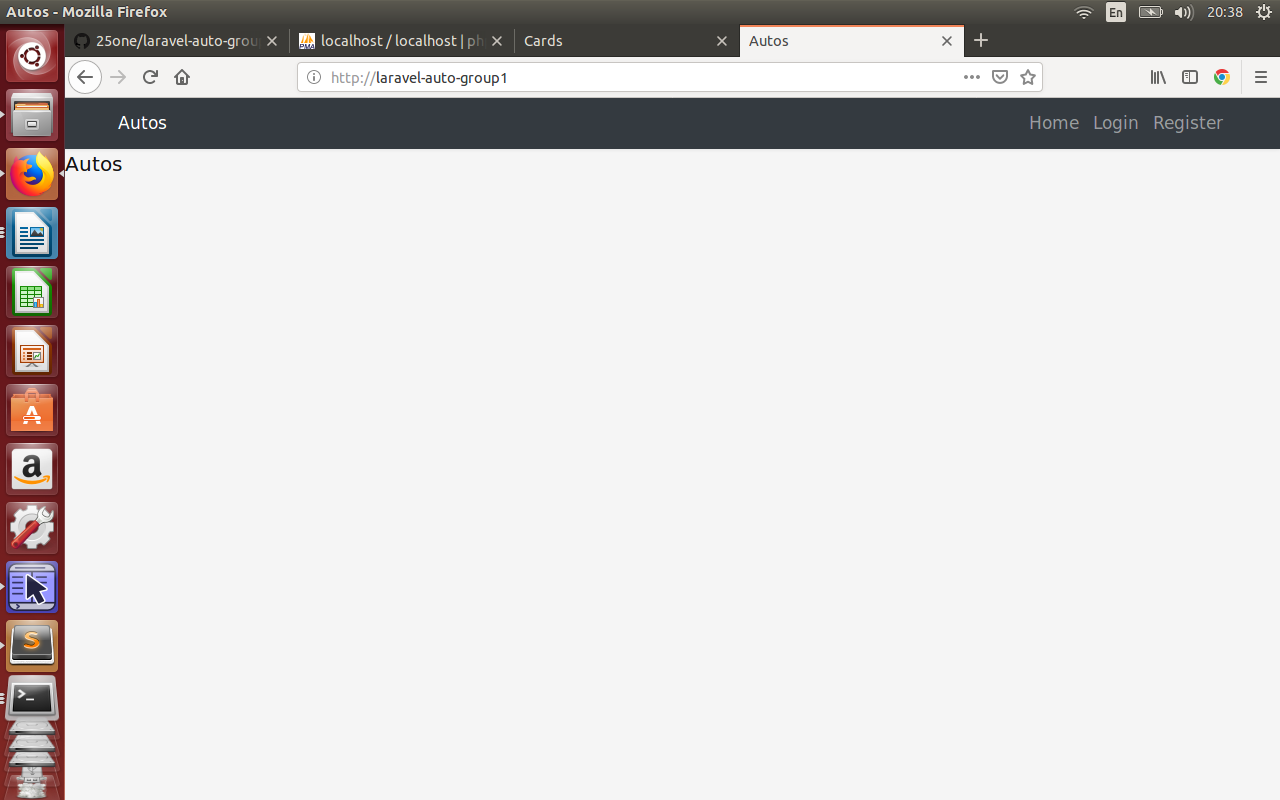 Autos - Mozilla Firefox
En
20:38
25one/laravel-auto-grou
localhost / localhost | ph
Cards
Autos
http://laravel-auto-group1
Autos
Home
Login
Register
Autos